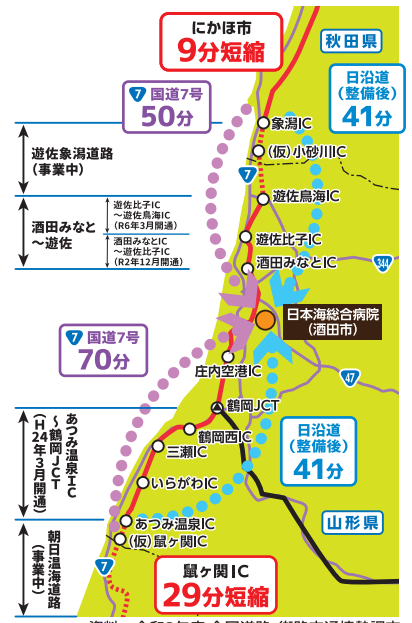 にかほ市
9分短縮
秋田県
7 国道7号
50分
日沿道
(整備後)
41分
象潟IC
(仮)小砂川IC
遊佐象潟道路
(事業中)
7
遊佐鳥海IC
遊佐比子IC
~遊佐鳥海IC
(R6年3月開通)
酒田みなと
~遊佐
遊佐比子IC
酒田みなとIC
~遊佐比子IC
(R2年12月開通)
酒田みなとIC
344
日本海総合病院
(酒田市)
7 国道7号
70分
庄内空港IC
47
鶴岡JCT
あつみ温泉IC
~鶴岡JCT
(H24年3月開通)
鶴岡西IC
三瀬IC
日沿道
(整備後)
41分
いらがわIC
あつみ温泉IC
山形県
(仮)鼠ヶ関IC
朝日温海道路
(事業中)
7
鼠ヶ関IC
29分短縮